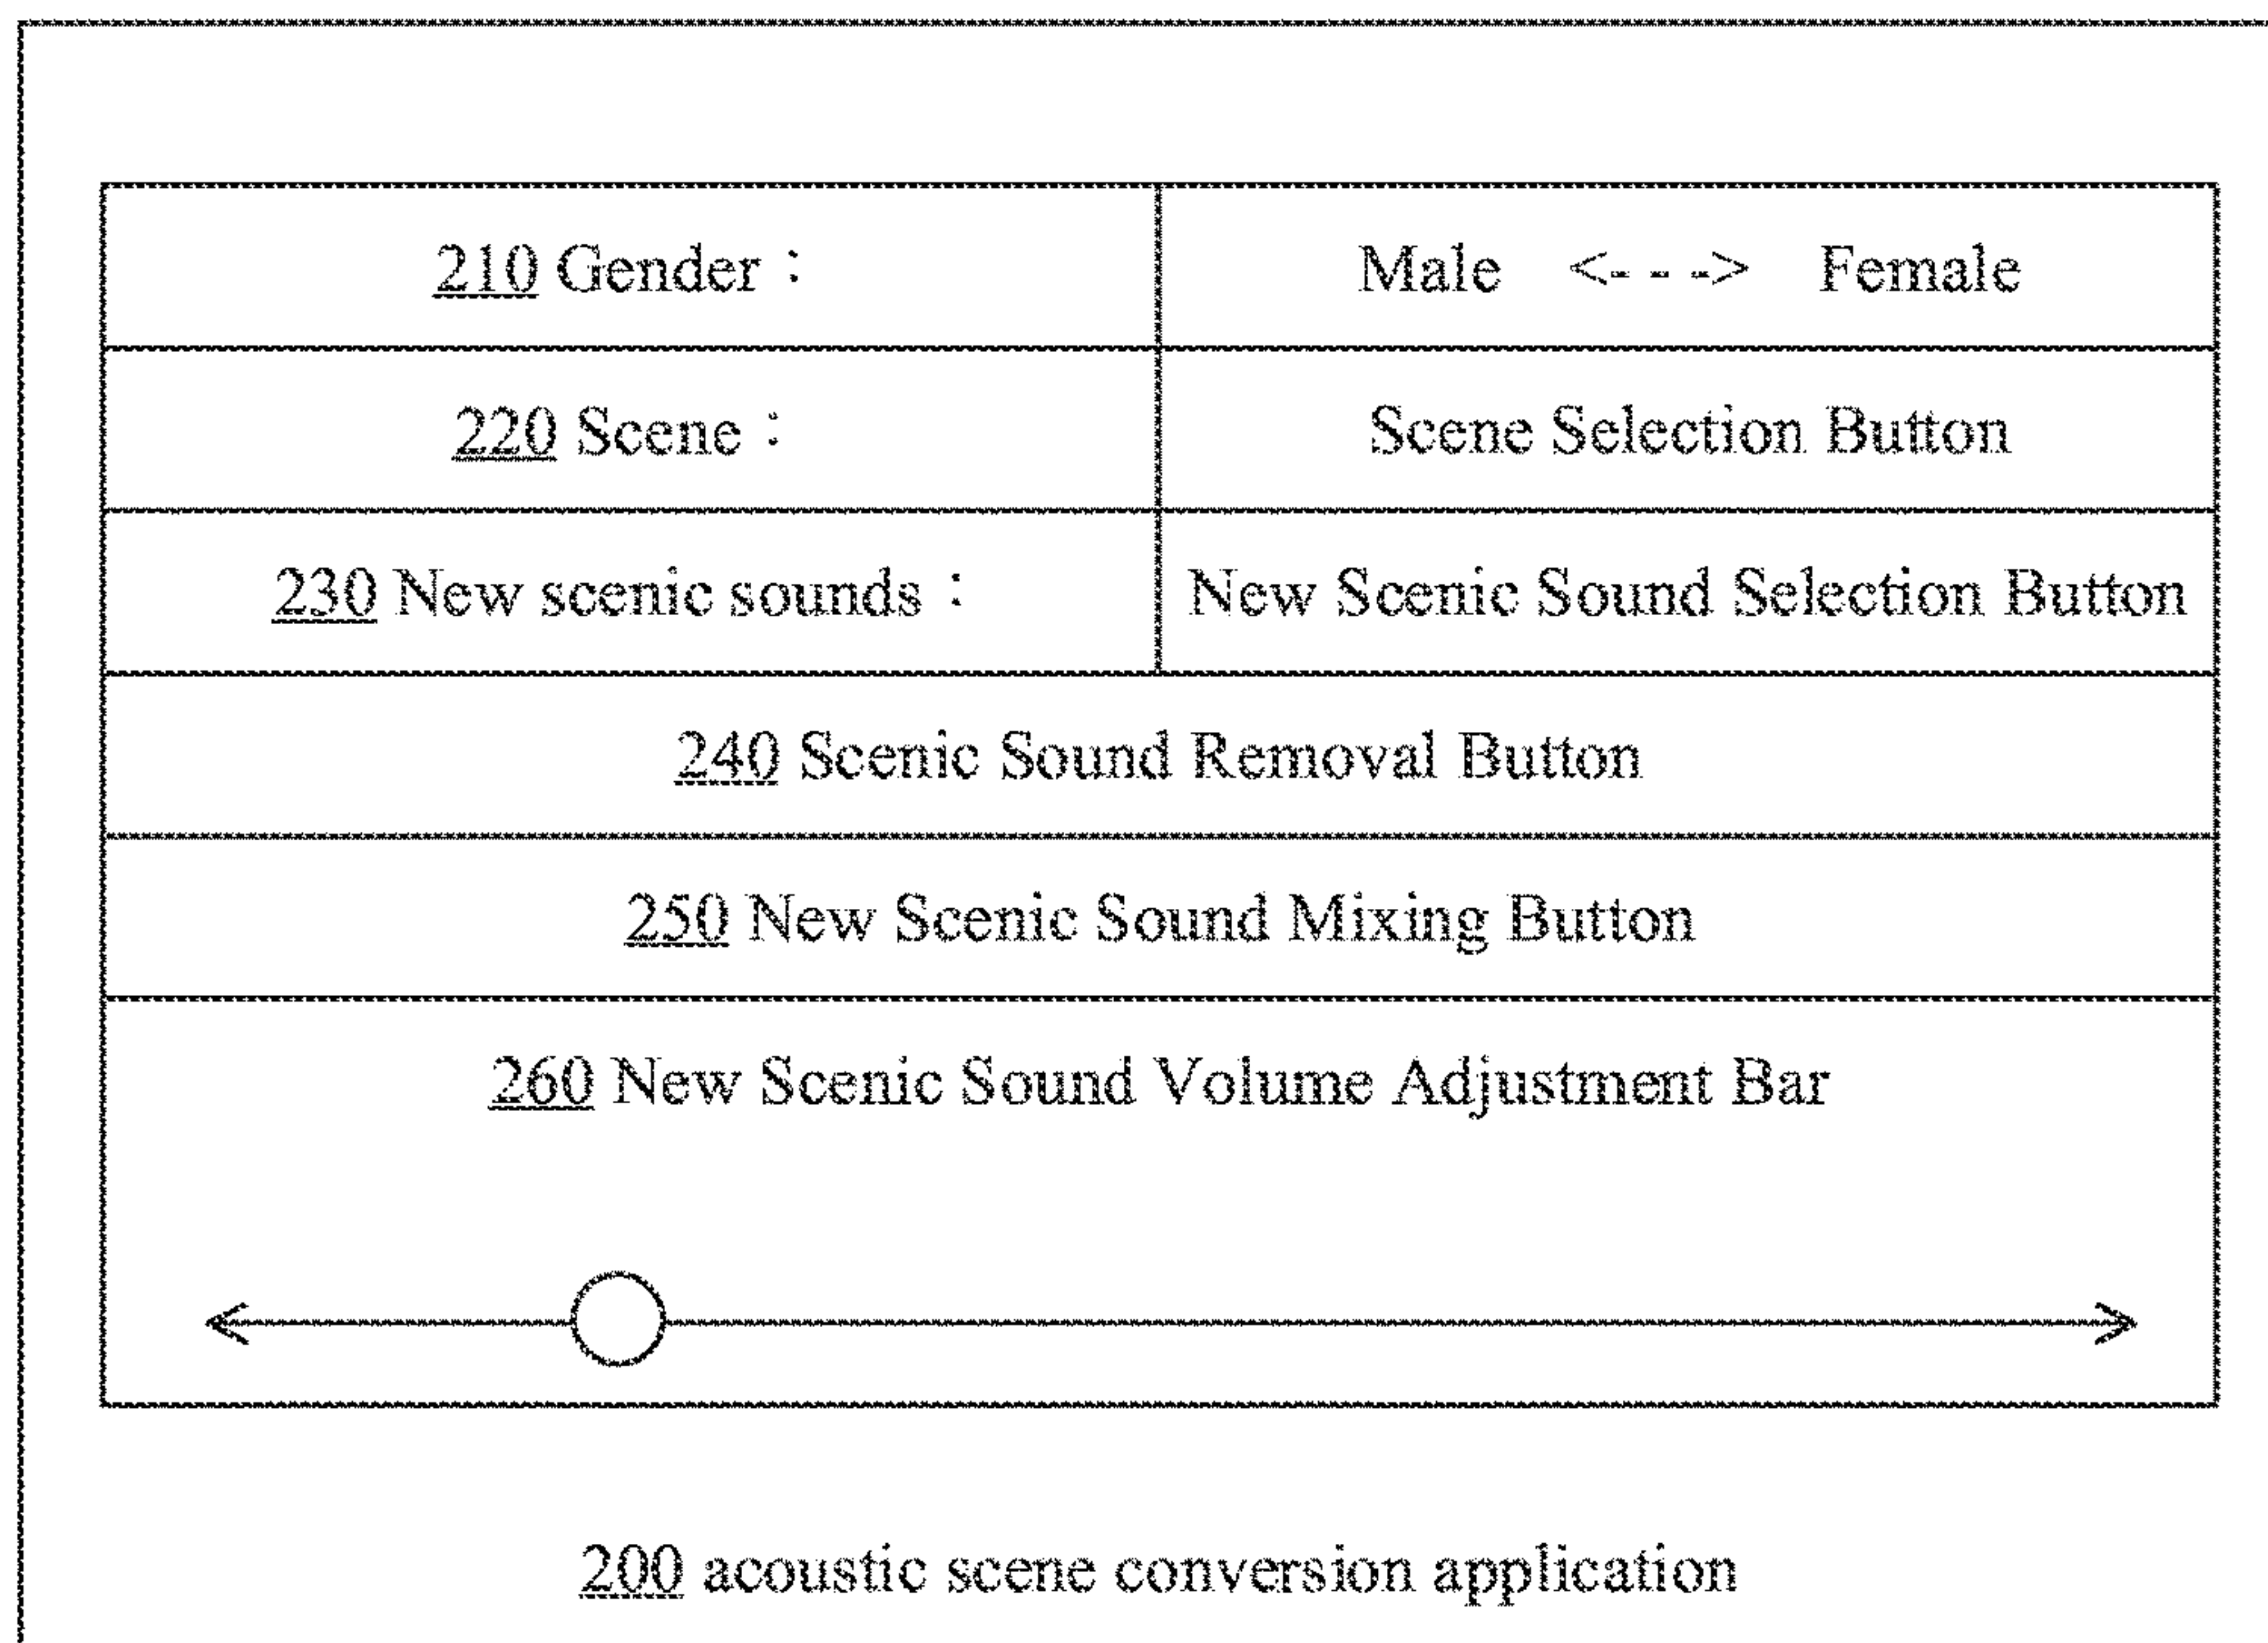 210 Gender : Male <- - -> Female
220 Scene : Scene Selection Button
230 New scenic sounds : New Scenic Sound Selection Button
240 Scenic Sound Removal Button
250 New Scenic Sound Mixing Button
260 New Scenic Sound Volume Adjustment Bar
200 acoustic scene conversion application